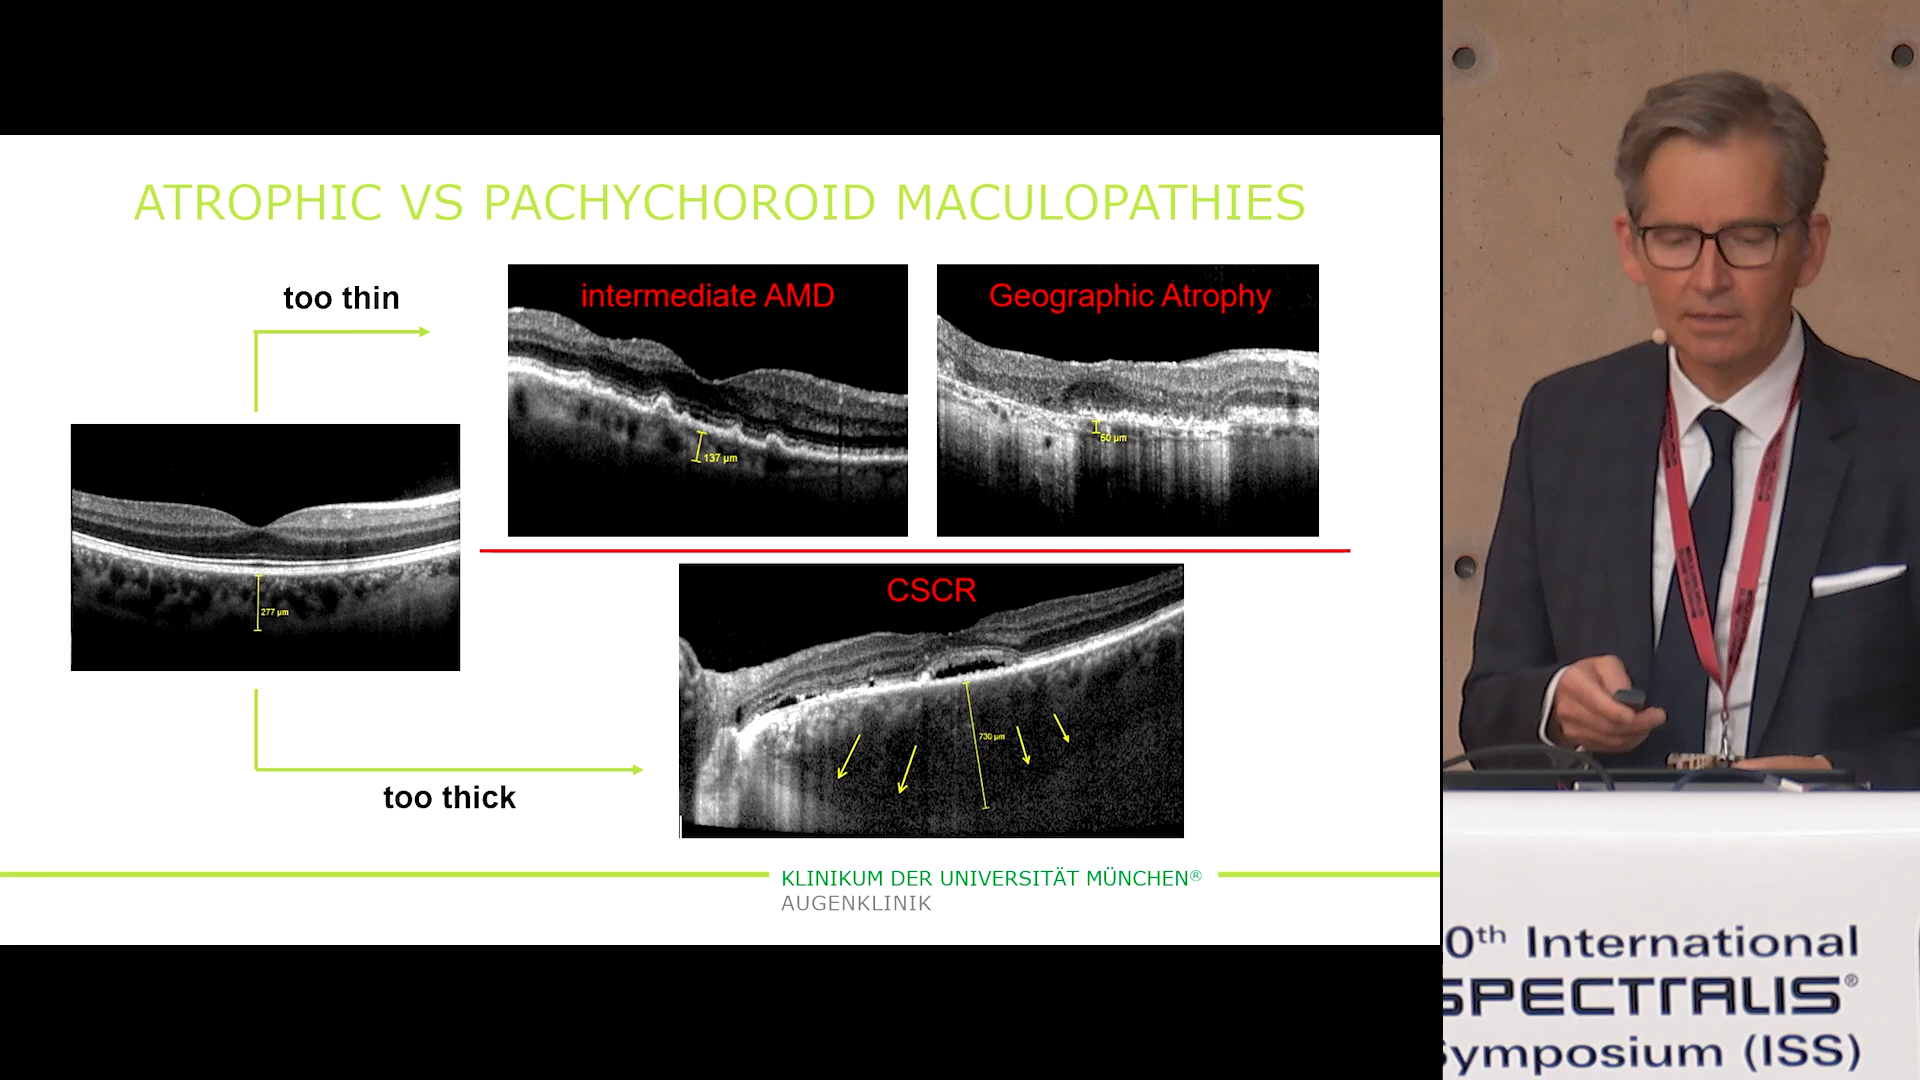 ATROPHIC VS PACHYCHOROID MACULOPATHIES
too thin
intermediate AMD
Geographic Atrophy
137 µm
60 µm
277 µm
CSCR
730 µm
too thick
KLINIKUM DER UNIVERSITÄT MÜNCHEN®
AUGENKLINIK
0th International
SPECTRALIS®
Symposium (ISS)